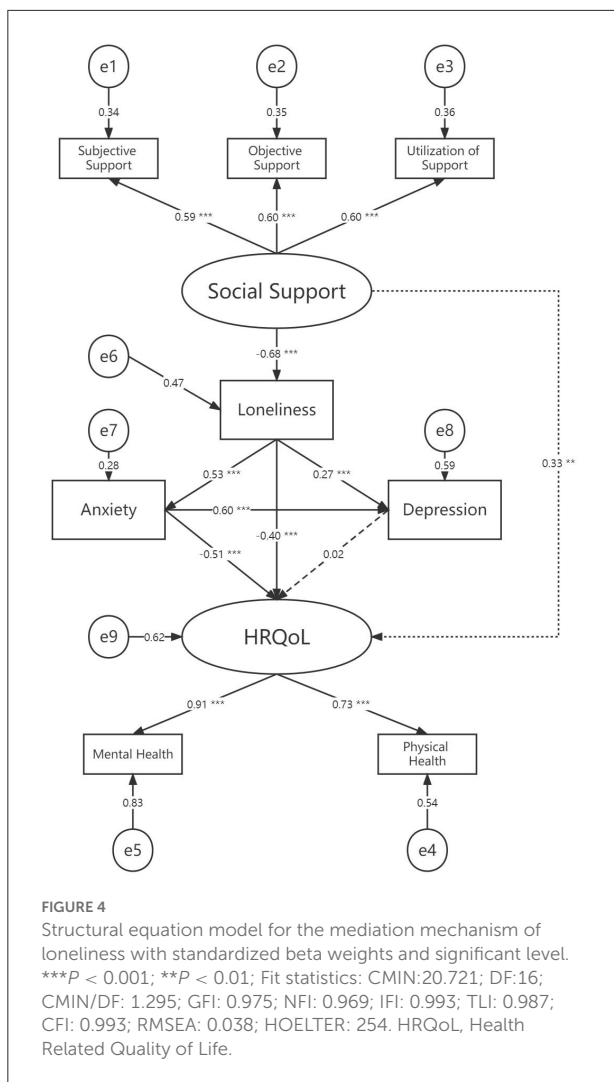 e1
e2
e3
0.34
0.35
0.36
Subjective
Support
Objective
Support
Utilization of
Support
0.59 ***
0.60 ***
0.60 ***
Social Support
e6
-0.68 ***
0.47
Loneliness
e7
e8
0.28
0.53 ***
0.27 ***
0.59
0.33 **
Anxiety
0.60 ***
Depression
-0.40 ***
-0.51 ***
0.02
e9
0.62
HRQoL
0.91 ***
0.73 ***
Mental Health
Physical
Health
0.83
0.54
e5
e4
FIGURE 4
Structural equation model for the mediation mechanism of
loneliness with standardized beta weights and significant level.
***P < 0.001; **P < 0.01; Fit statistics: CMIN:20.721; DF:16;
CMIN/DF: 1.295; GFI: 0.975; NFI: 0.969; IFI: 0.993; TLI: 0.987;
CFI: 0.993; RMSEA: 0.038; HOELTER: 254. HRQoL, Health
Related Quality of Life.